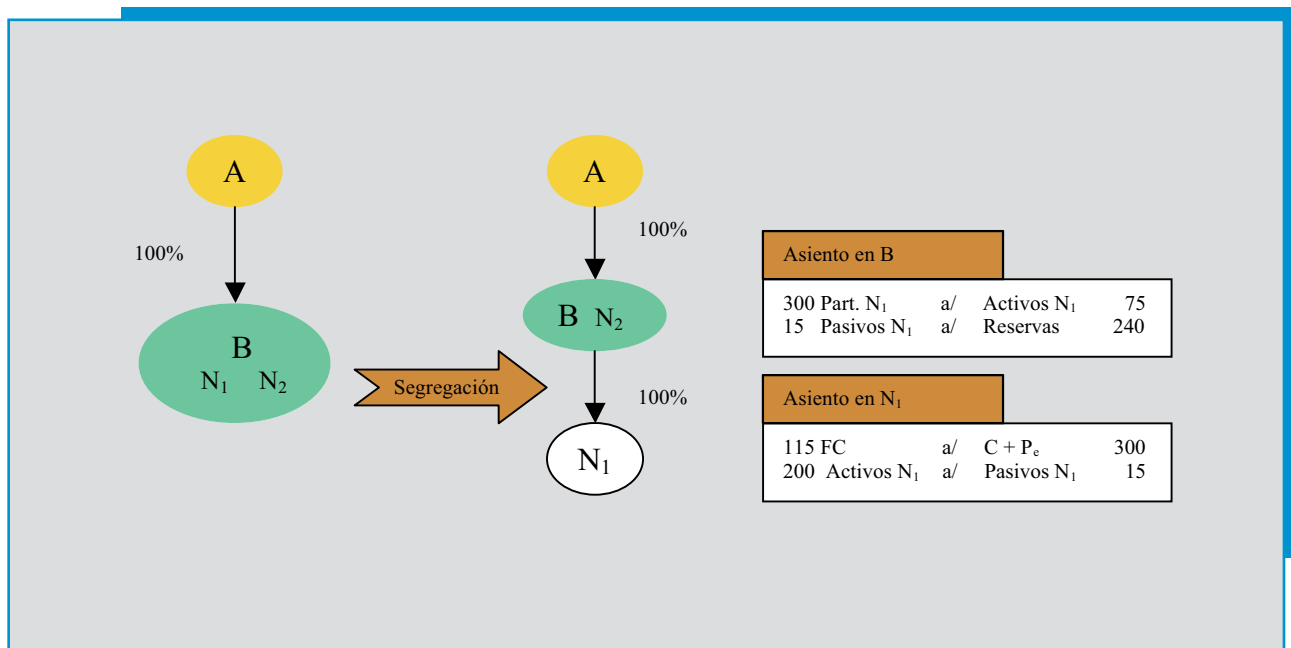 A
100%
B
N₁ N₂
Segregación
A
100%
B N₂
100%
N₁
Asiento en B
300 Part. N₁ a/ Activos N₁ 75
15 Pasivos N₁ a/ Reservas 240
Asiento en N₁
115 FC a/ C + Pₑ 300
200 Activos N₁ a/ Pasivos N₁ 15